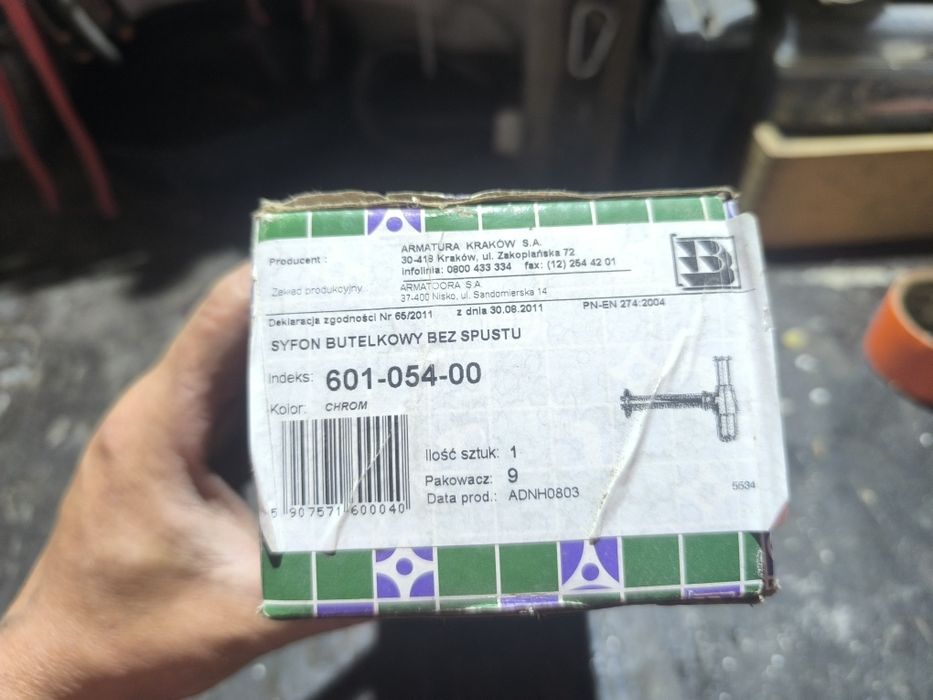 Producent :
ARMATURA KRAKÓW S.A.
30-418 Kraków, ul. Zakopiańska 72
infolinia: 0800 433 334 fax: (12) 254 42 01
Zakład produkcyjny:
ARMATOORA S.A
37-400 Nisko, ul. Sandomierska 14
Deklaracja zgodności Nr 65/2011 z dnia 30.08.2011 PN-EN 274:2004
SYFON BUTELKOWY BEZ SPUSTU
Indeks: 601-054-00
Kolor: CHROM
Ilość sztuk: 1
Pakowacz: 9
Data prod.: ADNH0803
5534
5 907571 600040